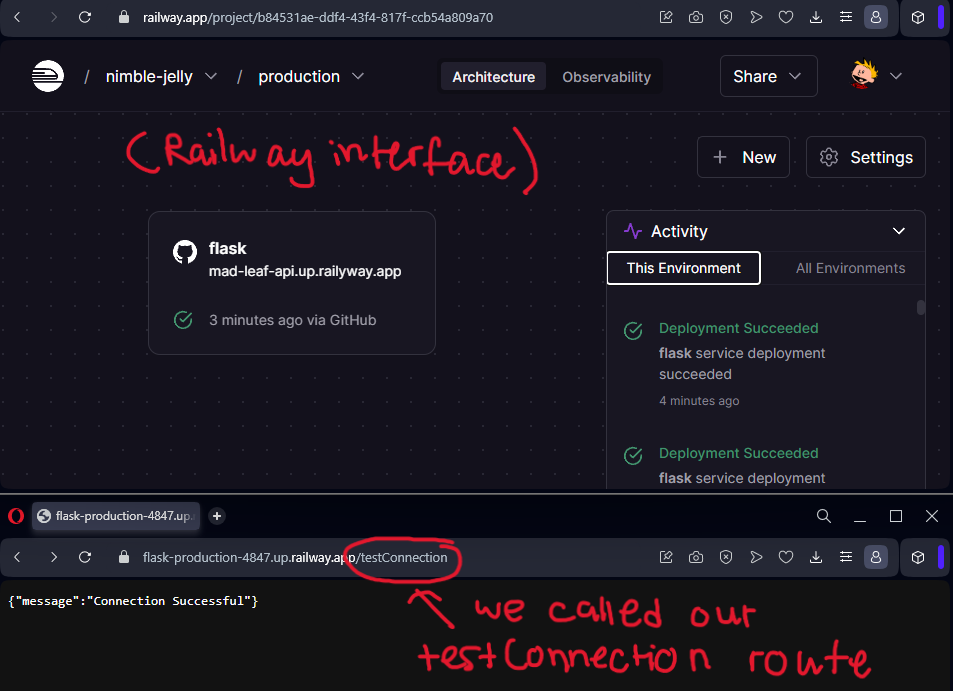 railway.app/project/b84531ae-ddf4-43f4-817f-ccb54a809a70
/ nimble-jelly / production
Architecture Observability
Share
(Railway interface)
+ New Settings
flask
mad-leaf-api.up.railyway.app
3 minutes ago via GitHub
Activity
This Environment All Environments
Deployment Succeeded
flask service deployment
succeeded
4 minutes ago
Deployment Succeeded
flask service deployment
flask-production-4847.up.
flask-production-4847.up.railway.app/testConnection
{"message":"Connection Successful"}
we called our
testConnection route